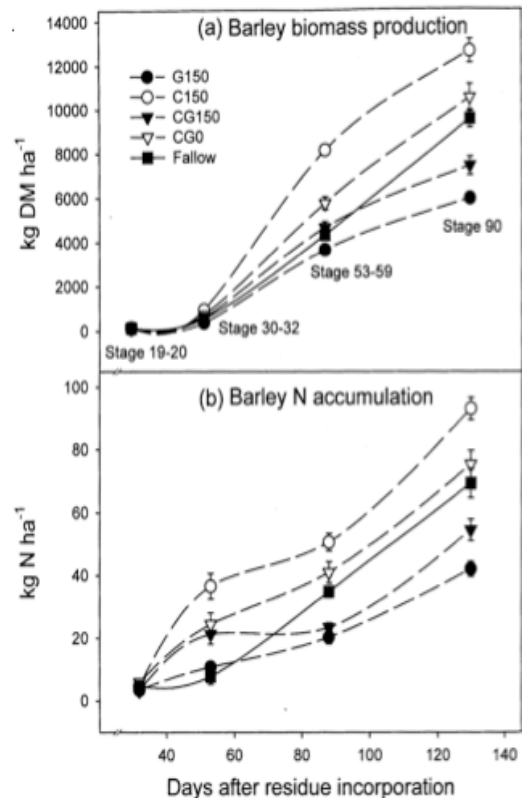 (a) Barley biomass production
14000
12000
10000
8000
6000
4000
2000
0
kg DM ha⁻¹
G150
C150
CG150
CG0
Fallow
Stage 90
Stage 53-59
Stage 30-32
Stage 19-20
(b) Barley N accumulation
100
80
60
40
20
0
kg N ha⁻¹
40 60 80 100 120 140
Days after residue incorporation